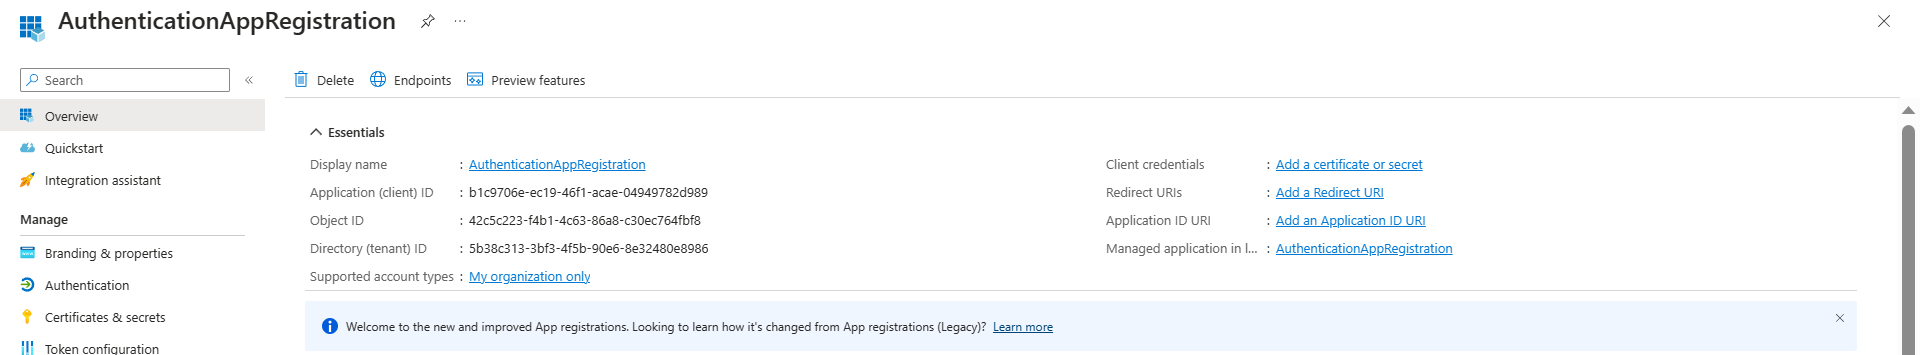 AuthenticationAppRegistration
Search
Overview
Quickstart
Integration assistant
Manage
Branding & properties
Authentication
Certificates & secrets
Token configuration
Delete Endpoints Preview features
Essentials
Display name : AuthenticationAppRegistration
Application (client) ID : b1c9706e-ec19-46f1-acae-04949782d989
Object ID : 42c5c223-f4b1-4c63-86a8-c30ec764fbf8
Directory (tenant) ID : 5b38c313-3bf3-4f5b-90e6-8e32480e8986
Supported account types : My organization only
Client credentials : Add a certificate or secret
Redirect URIs : Add a Redirect URI
Application ID URI : Add an Application ID URI
Managed application in l... : AuthenticationAppRegistration
Welcome to the new and improved App registrations. Looking to learn how it's changed from App registrations (Legacy)? Learn more